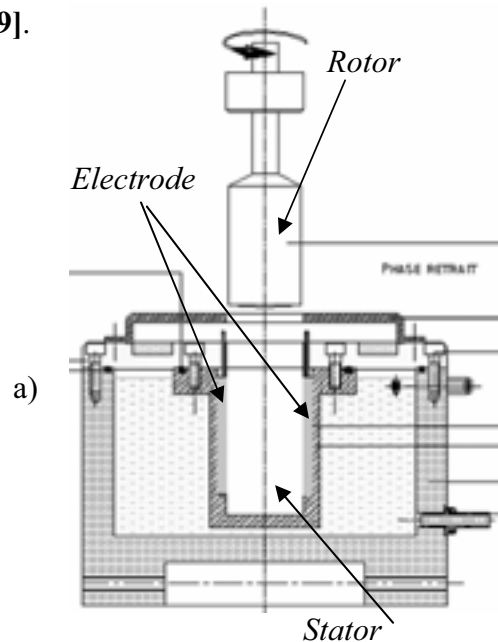 9].
Rotor
Electrode
PHASE RETRAIT
a)
Stator